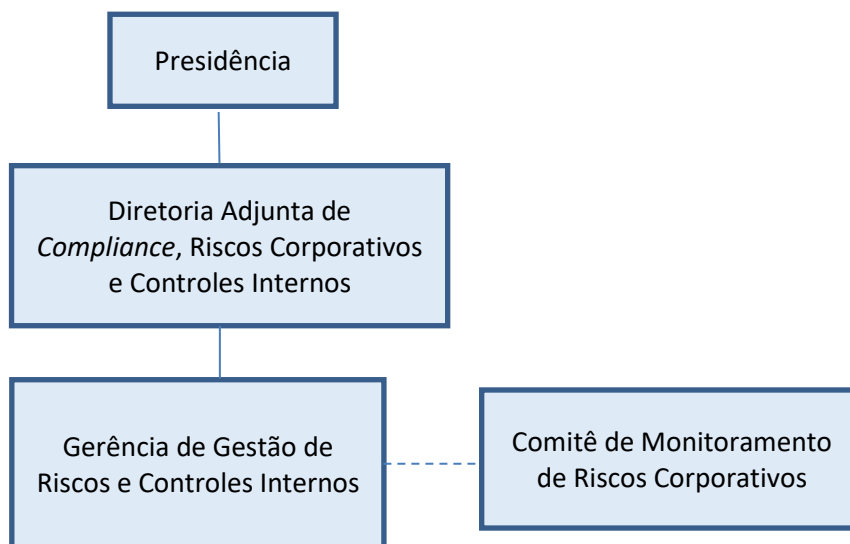 Presidência
Diretoria Adjunta de
Compliance, Riscos Corporativos
e Controles Internos
Gerência de Gestão de
Riscos e Controles Internos
Comitê de Monitoramento
de Riscos Corporativos